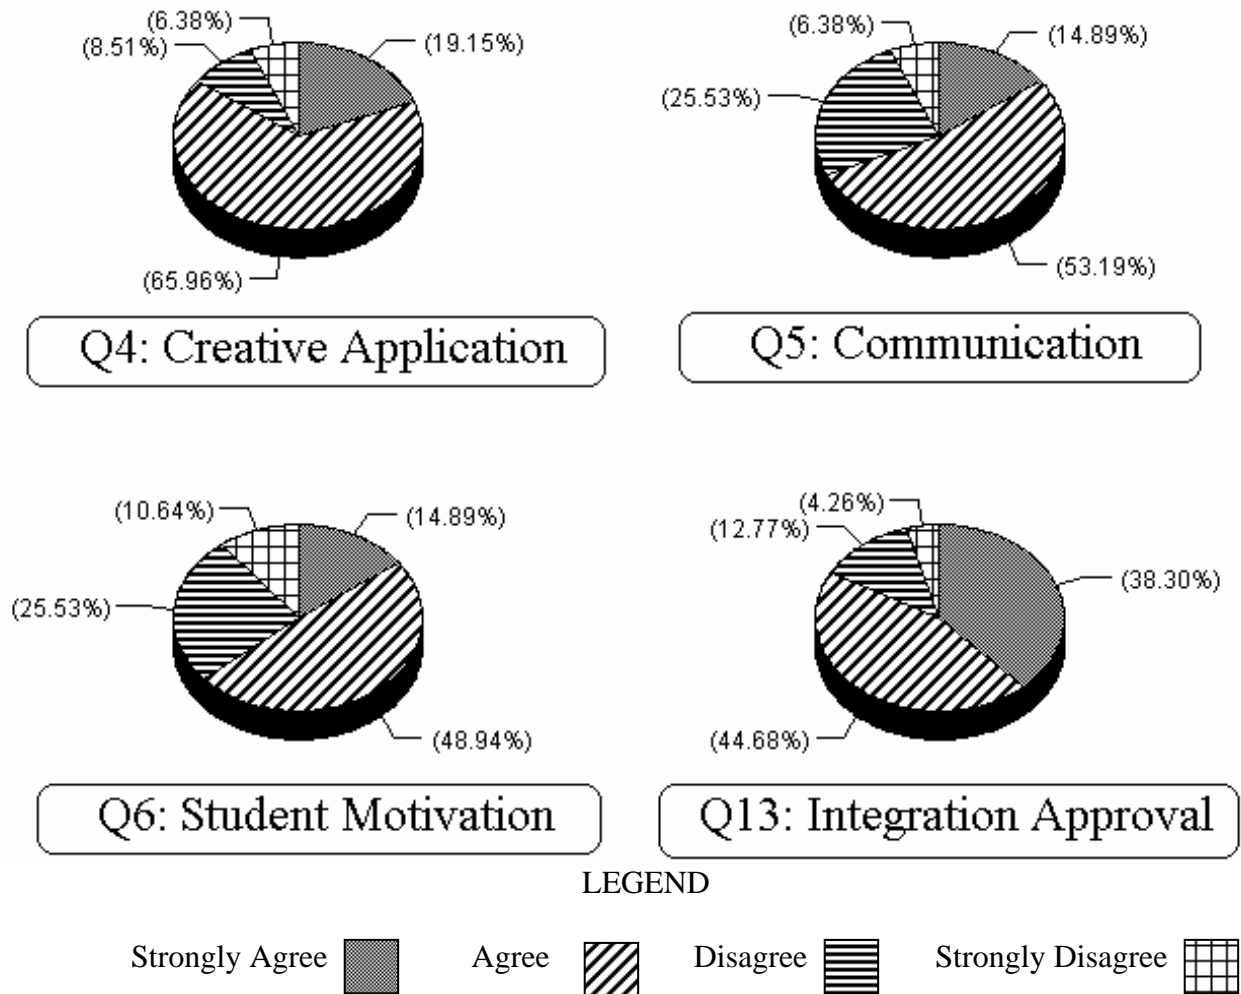 (6.38%)
(8.51%)
(19.15%)
(65.96%)
Q4: Creative Application
(6.38%)
(14.89%)
(25.53%)
(53.19%)
Q5: Communication
(10.64%)
(14.89%)
(25.53%)
(48.94%)
Q6: Student Motivation
(4.26%)
(12.77%)
(38.30%)
(44.68%)
Q13: Integration Approval
LEGEND
Strongly Agree Agree Disagree Strongly Disagree